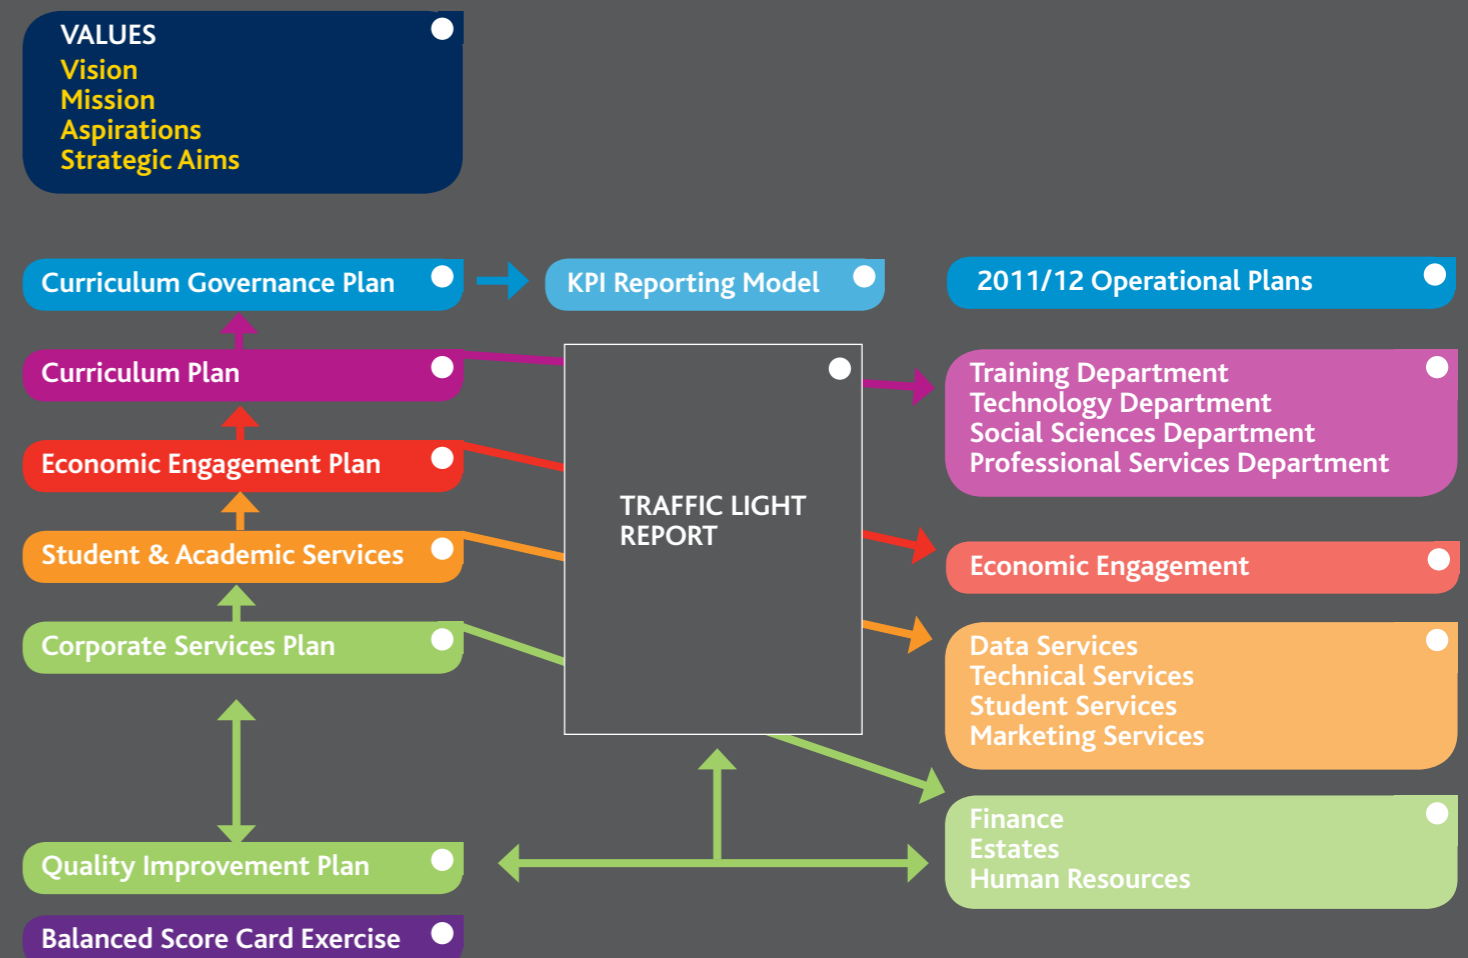 VALUES
Vision
Mission
Aspirations
Strategic Aims
Curriculum Governance Plan
KPI Reporting Model
2011/12 Operational Plans
Curriculum Plan
Training Department
Technology Department
Social Sciences Department
Professional Services Department
Economic Engagement Plan
TRAFFIC LIGHT
REPORT
Student & Academic Services
Economic Engagement
Corporate Services Plan
Data Services
Technical Services
Student Services
Marketing Services
Finance
Estates
Human Resources
Quality Improvement Plan
Balanced Score Card Exercise